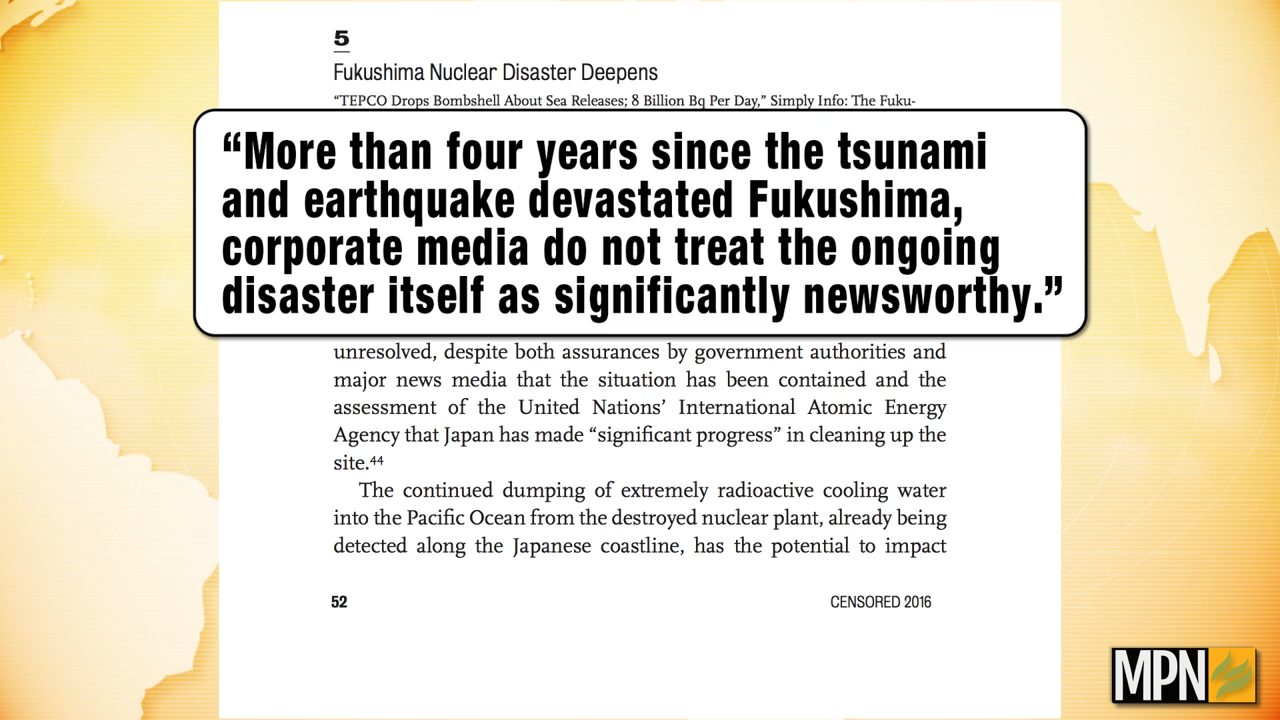 5
Fukushima Nuclear Disaster Deepens
“TEPCO Drops Bombshell About Sea Releases; 8 Billion Bq Per Day,” Simply Info: The Fuku-
“More than four years since the tsunami
and earthquake devastated Fukushima,
corporate media do not treat the ongoing
disaster itself as significantly newsworthy.”
unresolved, despite both assurances by government authorities and
major news media that the situation has been contained and the
assessment of the United Nations’ International Atomic Energy
Agency that Japan has made “significant progress” in cleaning up the
site.44
The continued dumping of extremely radioactive cooling water
into the Pacific Ocean from the destroyed nuclear plant, already being
detected along the Japanese coastline, has the potential to impact
52
CENSORED 2016
MPN